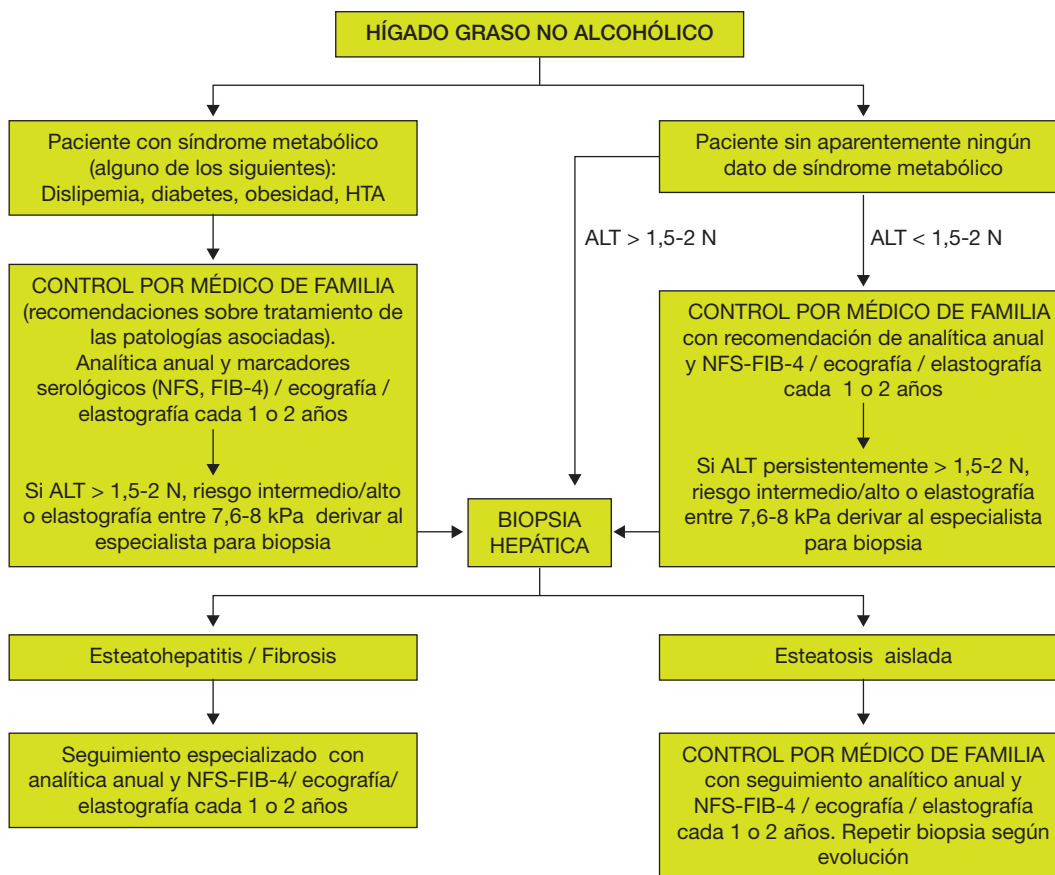 HÍGADO GRASO NO ALCOHÓLICO
Paciente con síndrome metabólico
(alguno de los siguientes):
Dislipemia, diabetes, obesidad, HTA
Paciente sin aparentemente ningún
dato de síndrome metabólico
ALT > 1,5-2 N
ALT < 1,5-2 N
CONTROL POR MÉDICO DE FAMILIA
(recomendaciones sobre tratamiento de
las patologías asociadas).
Analítica anual y marcadores
serológicos (NFS, FIB-4) / ecografía /
elastografía cada 1 o 2 años
Si ALT > 1,5-2 N, riesgo intermedio/alto
o elastografía entre 7,6-8 kPa derivar al
especialista para biopsia
CONTROL POR MÉDICO DE FAMILIA
con recomendación de analítica anual
y NFS-FIB-4 / ecografía / elastografía
cada 1 o 2 años
Si ALT persistentemente > 1,5-2 N,
riesgo intermedio/alto o elastografía
entre 7,6-8 kPa derivar al especialista
para biopsia
BIOPSIA
HEPÁTICA
Esteatohepatitis / Fibrosis
Esteatosis aislada
Seguimiento especializado con
analítica anual y NFS-FIB-4/ ecografía/
elastografía cada 1 o 2 años
CONTROL POR MÉDICO DE FAMILIA
con seguimiento analítico anual y
NFS-FIB-4 / ecografía / elastografía
cada 1 o 2 años. Repetir biopsia según
evolución